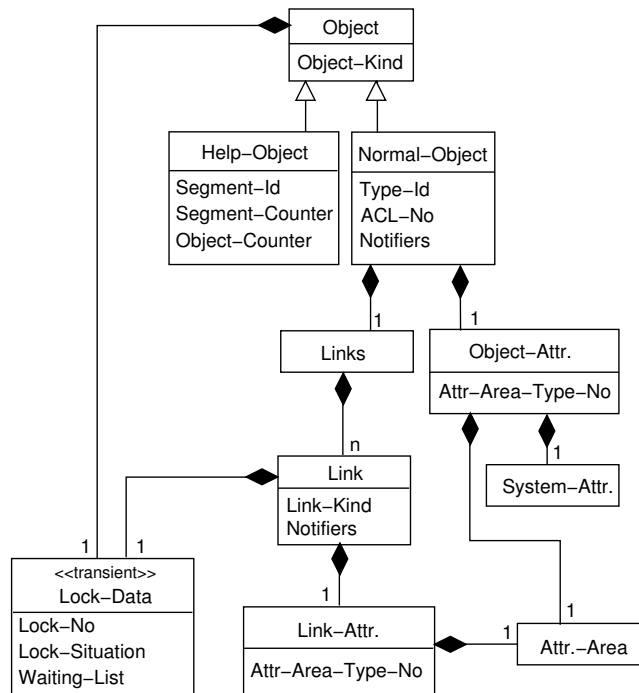 Object
Object–Kind
Help–Object
Segment–Id
Segment–Counter
Object–Counter
Normal–Object
Type–Id
ACL–No
Notifiers
1
1
Links
Object–Attr.
Attr–Area–Type–No
n
1
System–Attr.
Link
Link–Kind
Notifiers
1
1
<<transient>>
Lock–Data
Lock–No
Lock–Situation
Waiting–List
1
Link–Attr.
Attr–Area–Type–No
1
1
Attr.–Area